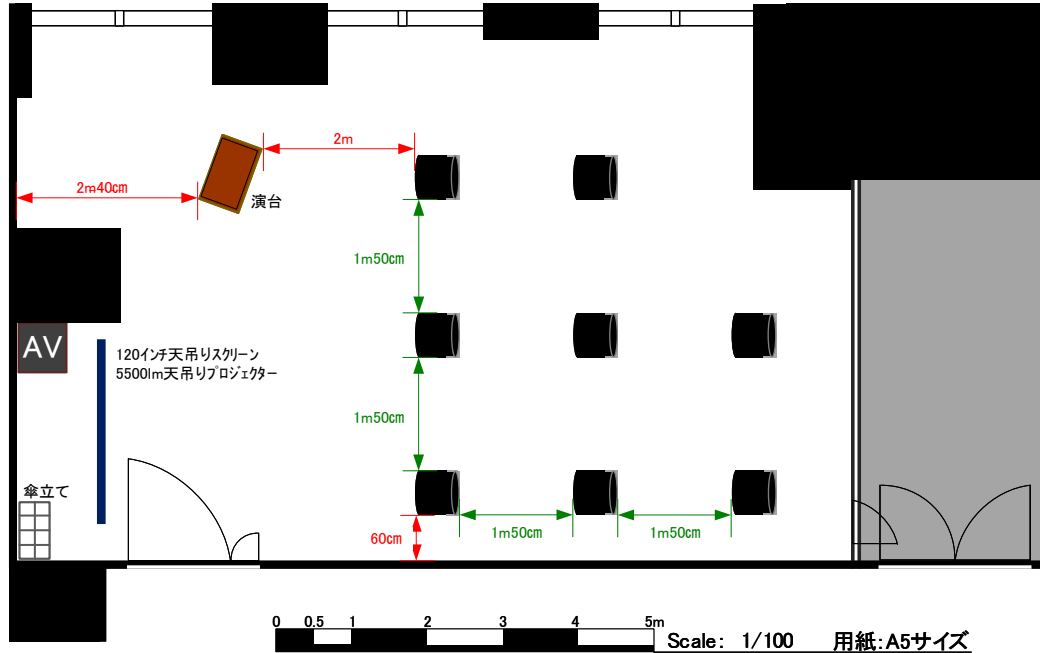 2m
2m40cm
演台
1m50cm
AV
120インチ天吊りスクリーン
5500lm天吊りプロジェクター
1m50cm
傘立て
60cm
1m50cm
1m50cm
0 0.5 1 2 3 4 5m
Scale: 1/100 用紙:A5サイズ